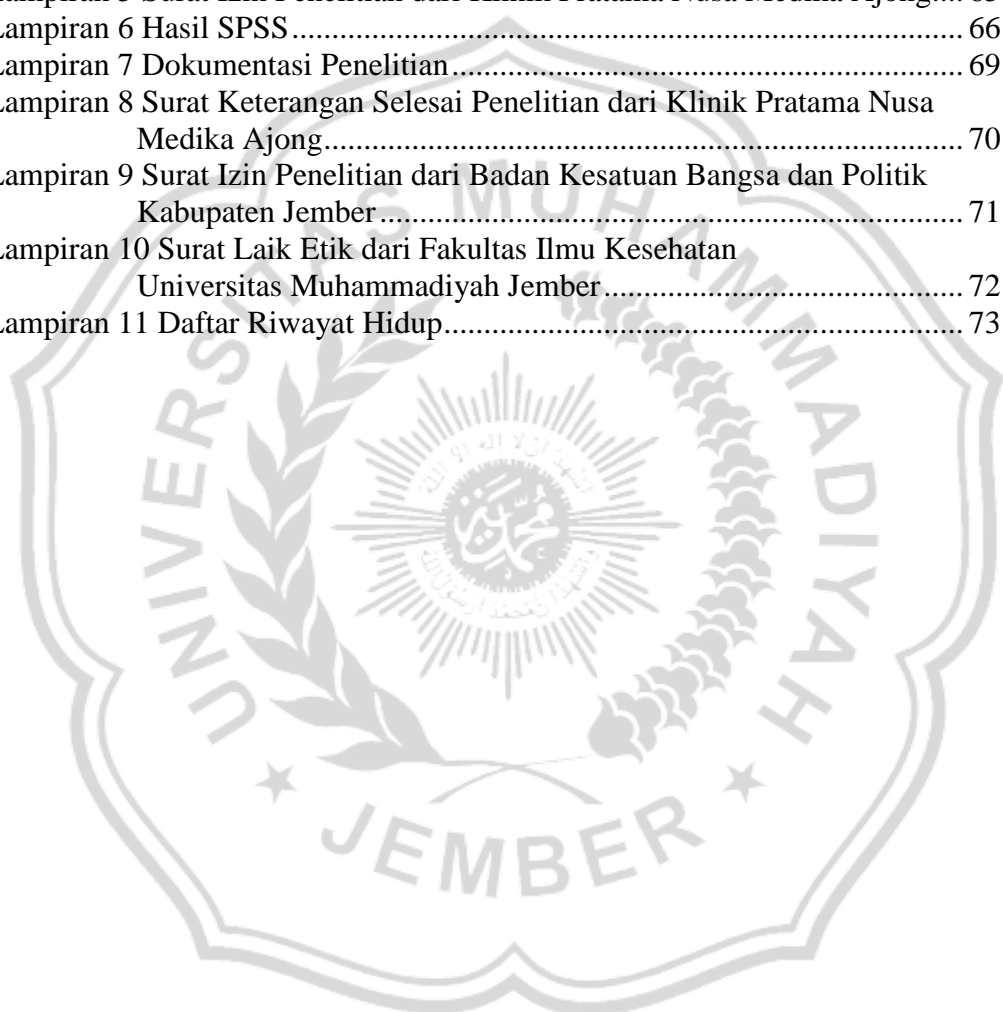 Lampiran 6 Hasil SPSS........ 66
Lampiran 7 Dokumentasi Penelitian........ 69
Lampiran 8 Surat Keterangan Selesai Penelitian dari Klinik Pratama Nusa
Medika Ajong........ 70
Lampiran 9 Surat Izin Penelitian dari Badan Kesatuan Bangsa dan Politik
Kabupaten Jember........ 71
Lampiran 10 Surat Laik Etik dari Fakultas Ilmu Kesehatan
Universitas Muhammadiyah Jember........ 72
Lampiran 11 Daftar Riwayat Hidup........ 73
UNIVERSITAS MUHAMMADIYAH
JEMBER